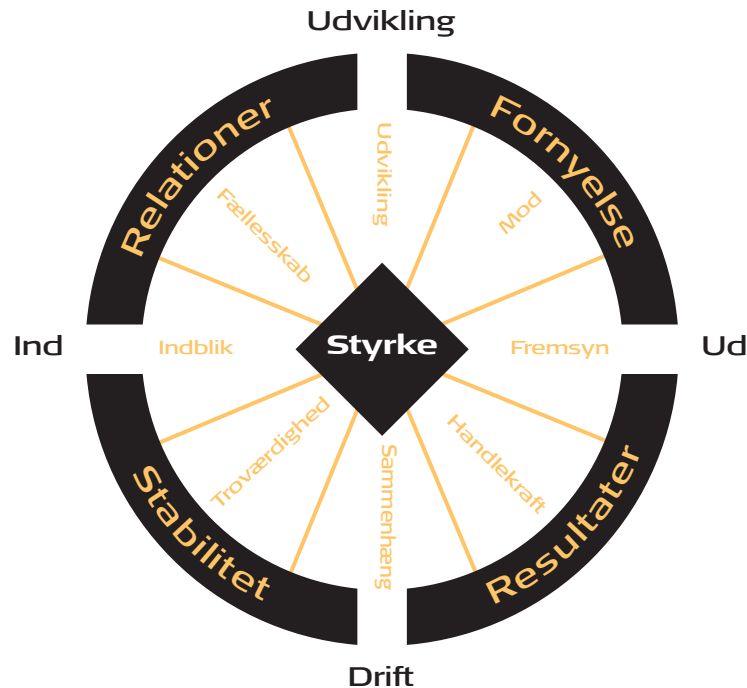 Udvikling
Relationer
Fornyelse
Udvikling
Fællesskab
Mod
Ind
Indblik
Styrke
Fremsyn
Ud
Troværdighed
Sammenhæng
Handlekraft
Stabilitet
Resultater
Drift